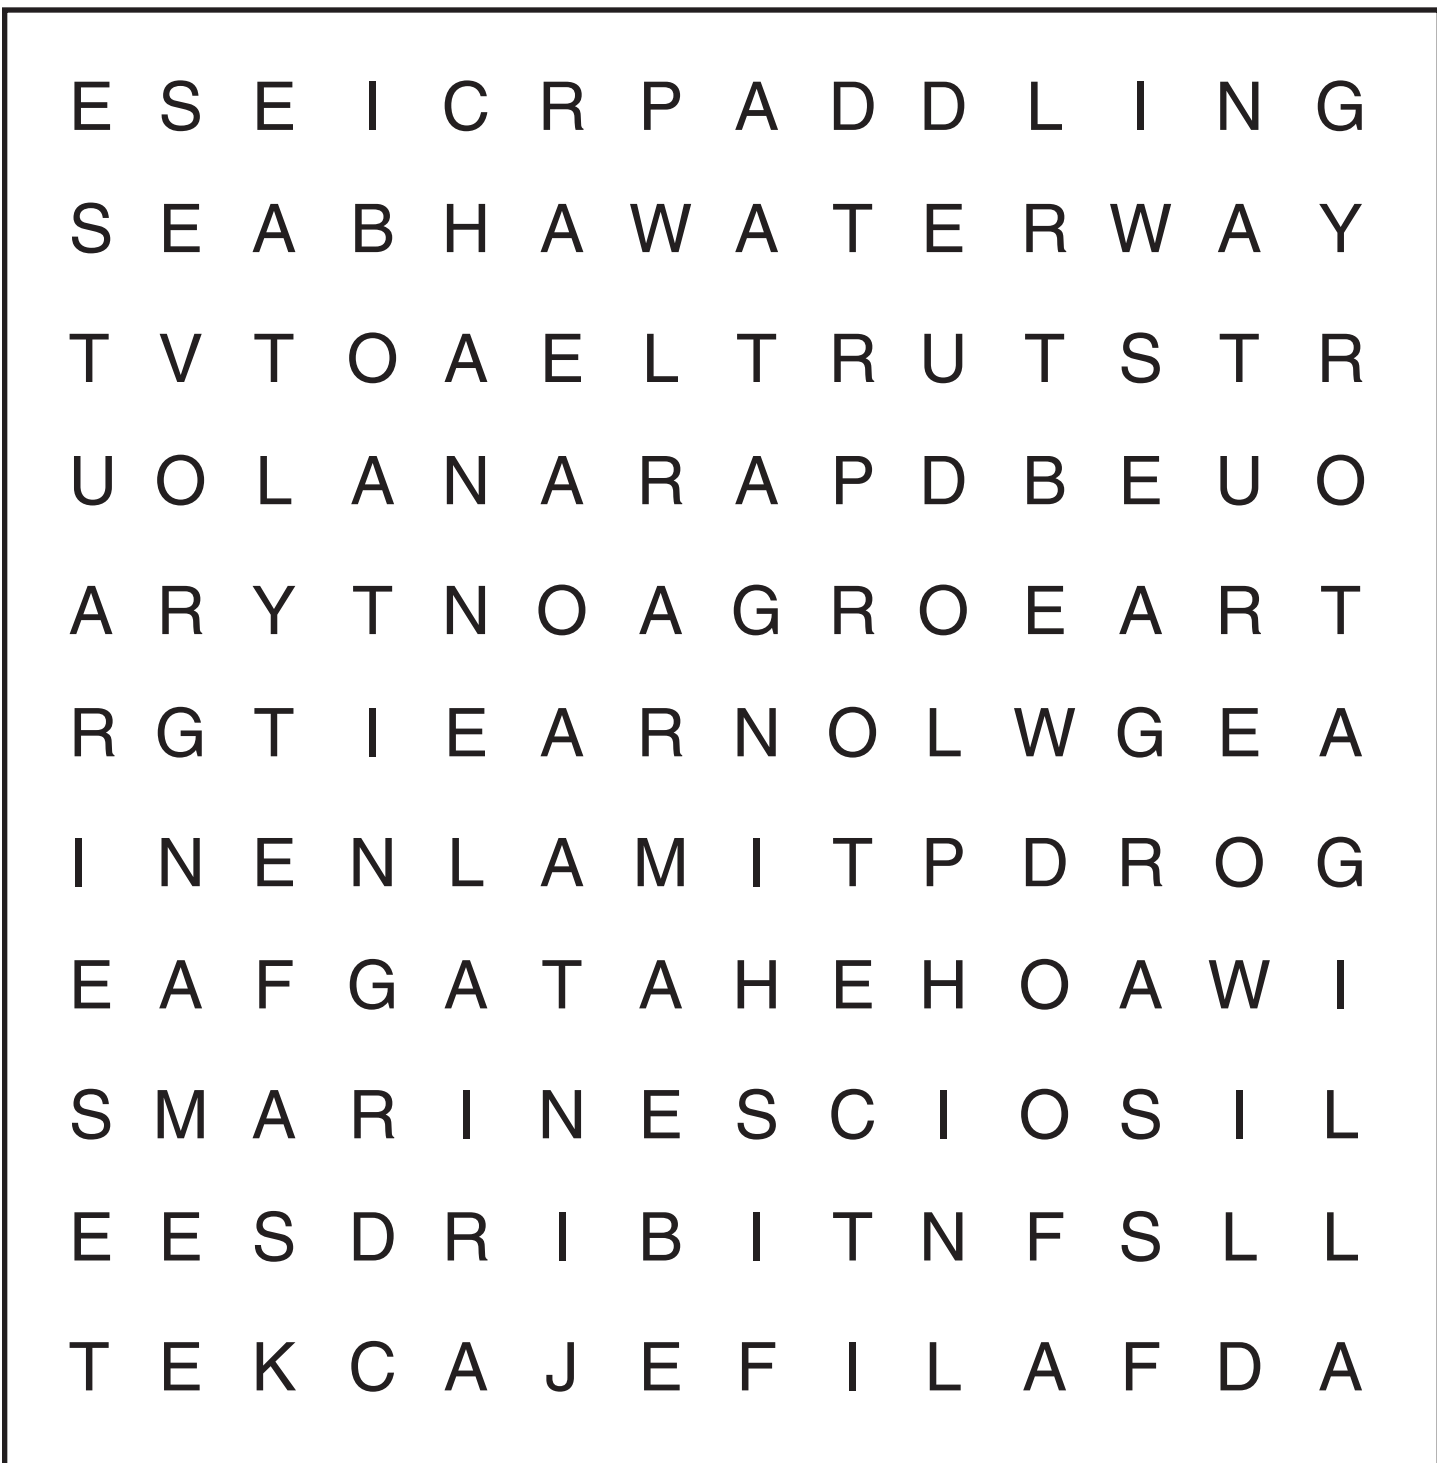 E S E I C R P A D D L I N G
S E A B H A W A T E R W A Y
T V T O A E L T R U T S T R
U O L A N A R A P D B E U O
A R Y T N O A G R O E A R T
R G T I E A R N O L W G E A
I N E N L A M I T P D R O G
E A F G A T A H E H O A W I
S M A R I N E S C I O S I L
E E S D R I B I T N F S L L
T E K C A J E F I L A F D A